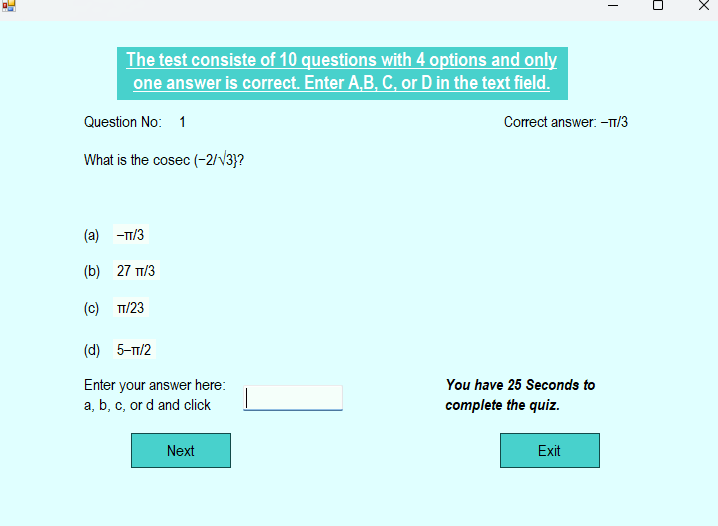 The test consiste of 10 questions with 4 options and only
one answer is correct. Enter A,B, C, or D in the text field.
Question No: 1 Correct answer: –π/3
What is the cosec (−2/√3}?
(a) –π/3
(b) 27 π/3
(c) π/23
(d) 5–π/2
Enter your answer here:
a, b, c, or d and click
You have 25 Seconds to
complete the quiz.
Next Exit